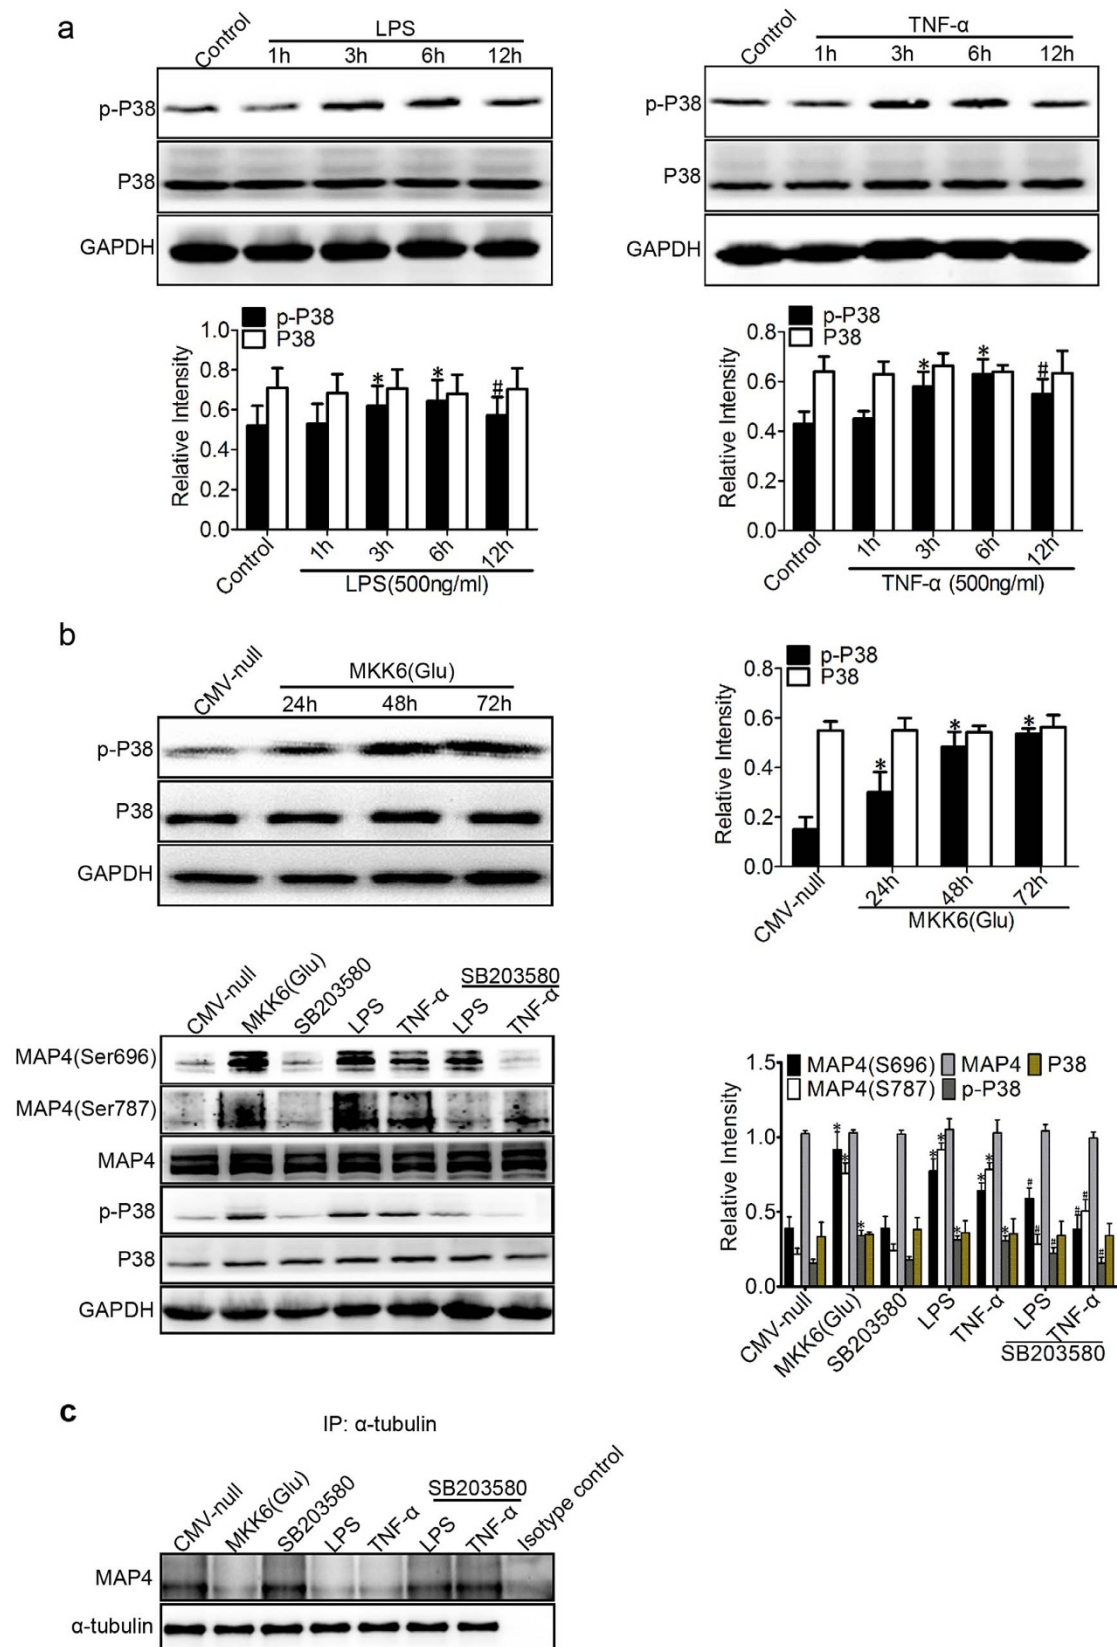 a
Control
LPS
1h 3h 6h 12h
p-P38
P38
GAPDH
p-P38
P38
Relative Intensity
1.0
0.8
0.6
0.4
0.2
0.0
* * #
Control 1h 3h 6h 12h
LPS(500ng/ml)
Control
TNF-α
1h 3h 6h 12h
p-P38
P38
GAPDH
p-P38
P38
Relative Intensity
0.8
0.6
0.4
0.2
0.0
* * #
Control 1h 3h 6h 12h
TNF-α (500ng/ml)
b
CMV-null
MKK6(Glu)
24h 48h 72h
p-P38
P38
GAPDH
p-P38
P38
Relative Intensity
0.8
0.6
0.4
0.2
0.0
* * *
CMV-null 24h 48h 72h
MKK6(Glu)
SB203580
CMV-null MKK6(Glu) SB203580 LPS TNF-α LPS TNF-α
MAP4(Ser696)
MAP4(Ser787)
MAP4
p-P38
P38
GAPDH
MAP4(S696) MAP4 P38
MAP4(S787) p-P38
Relative Intensity
1.5
1.0
0.5
0.0
* * * * * * * * * # # # # # #
CMV-null MKK6(Glu) SB203580 LPS TNF-α LPS TNF-α
SB203580
c
IP: α-tubulin
SB203580
CMV-null MKK6(Glu) SB203580 LPS TNF-α LPS TNF-α Isotype control
MAP4
α-tubulin